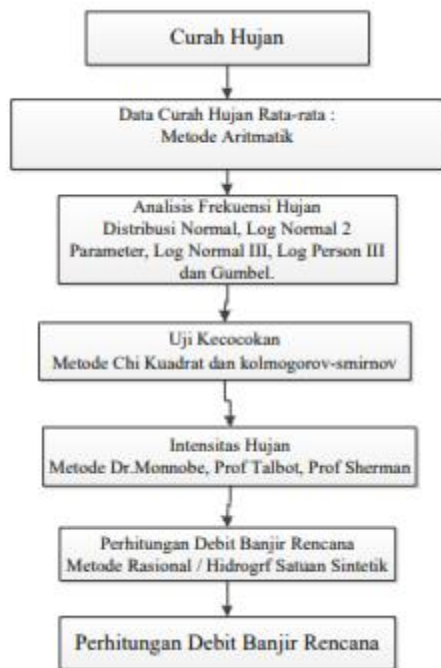 Curah Hujan
Data Curah Hujan Rata-rata :
Metode Aritmatik
Analisis Frekuensi Hujan
Distribusi Normal, Log Normal 2
Parameter, Log Normal III, Log Person III
dan Gumbel.
Uji Kecocokan
Metode Chi Kuadrat dan kolmogorov-smirnov
Intensitas Hujan
Metode Dr.Monnobe, Prof Talbot, Prof Sherman
Perhitungan Debit Banjir Rencana
Metode Rasional / Hidrogrf Satuan Sintetik
Perhitungan Debit Banjir Rencana